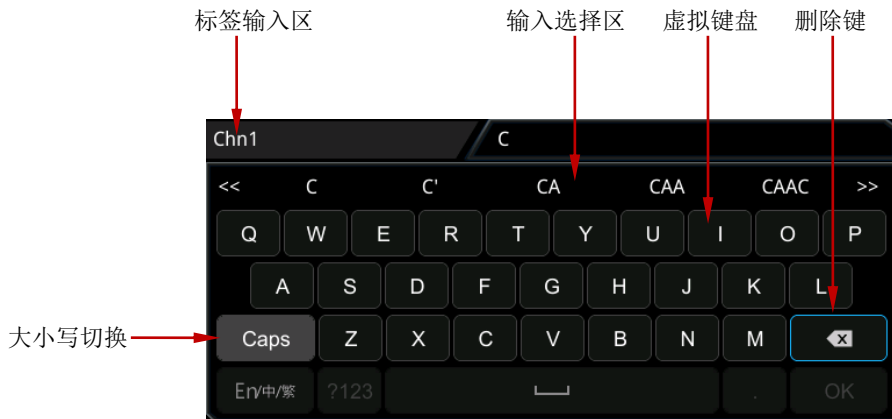 标签输入区 输入选择区 虚拟键盘 删除键
Chn1 C
<< C C' CA CAA CAAC >>
Q W E R T Y U I O P
A S D F G H J K L
大小写切换 Caps Z X C V B N M x
En/中/繁 ?123 . OK